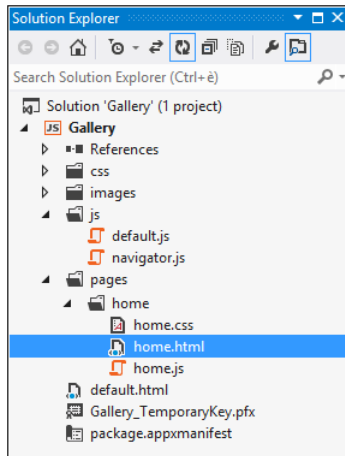 Solution Explorer
Search Solution Explorer (Ctrl+è)
Solution 'Gallery' (1 project)
JS Gallery
References
css
images
js
default.js
navigator.js
pages
home
home.css
home.html
home.js
default.html
Gallery_TemporaryKey.pfx
package.appxmanifest